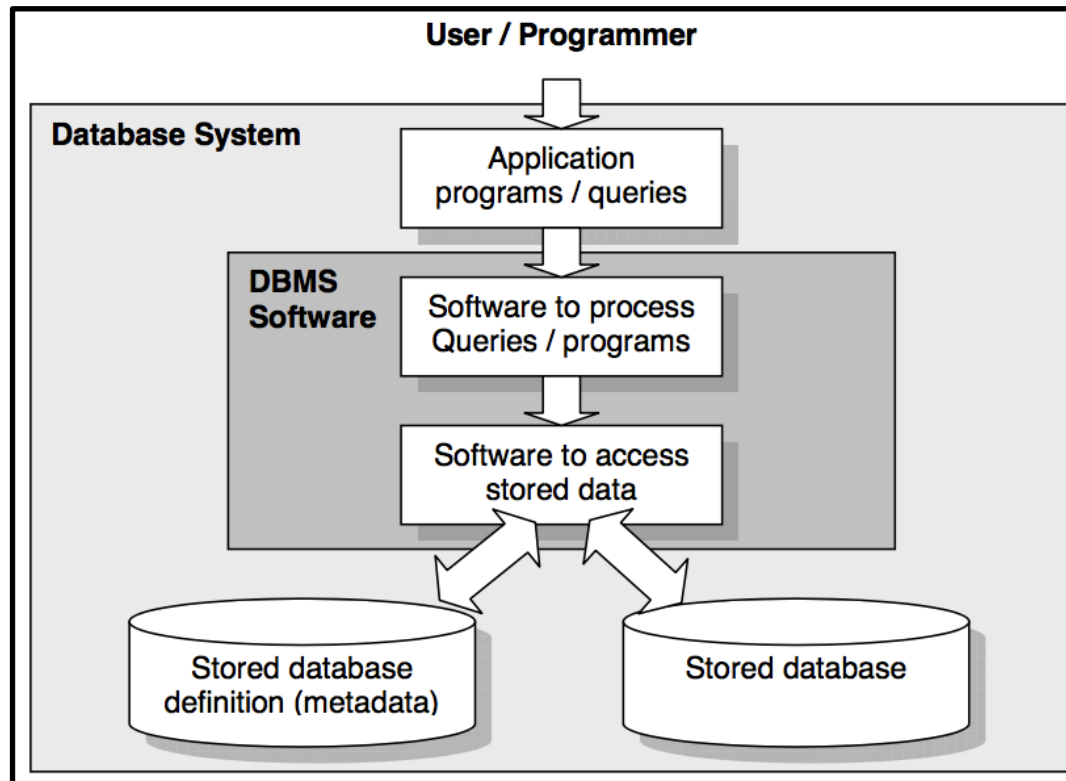 User / Programmer
Database System
Application
programs / queries
DBMS
Software
Software to process
Queries / programs
Software to access
stored data
Stored database
definition (metadata)
Stored database